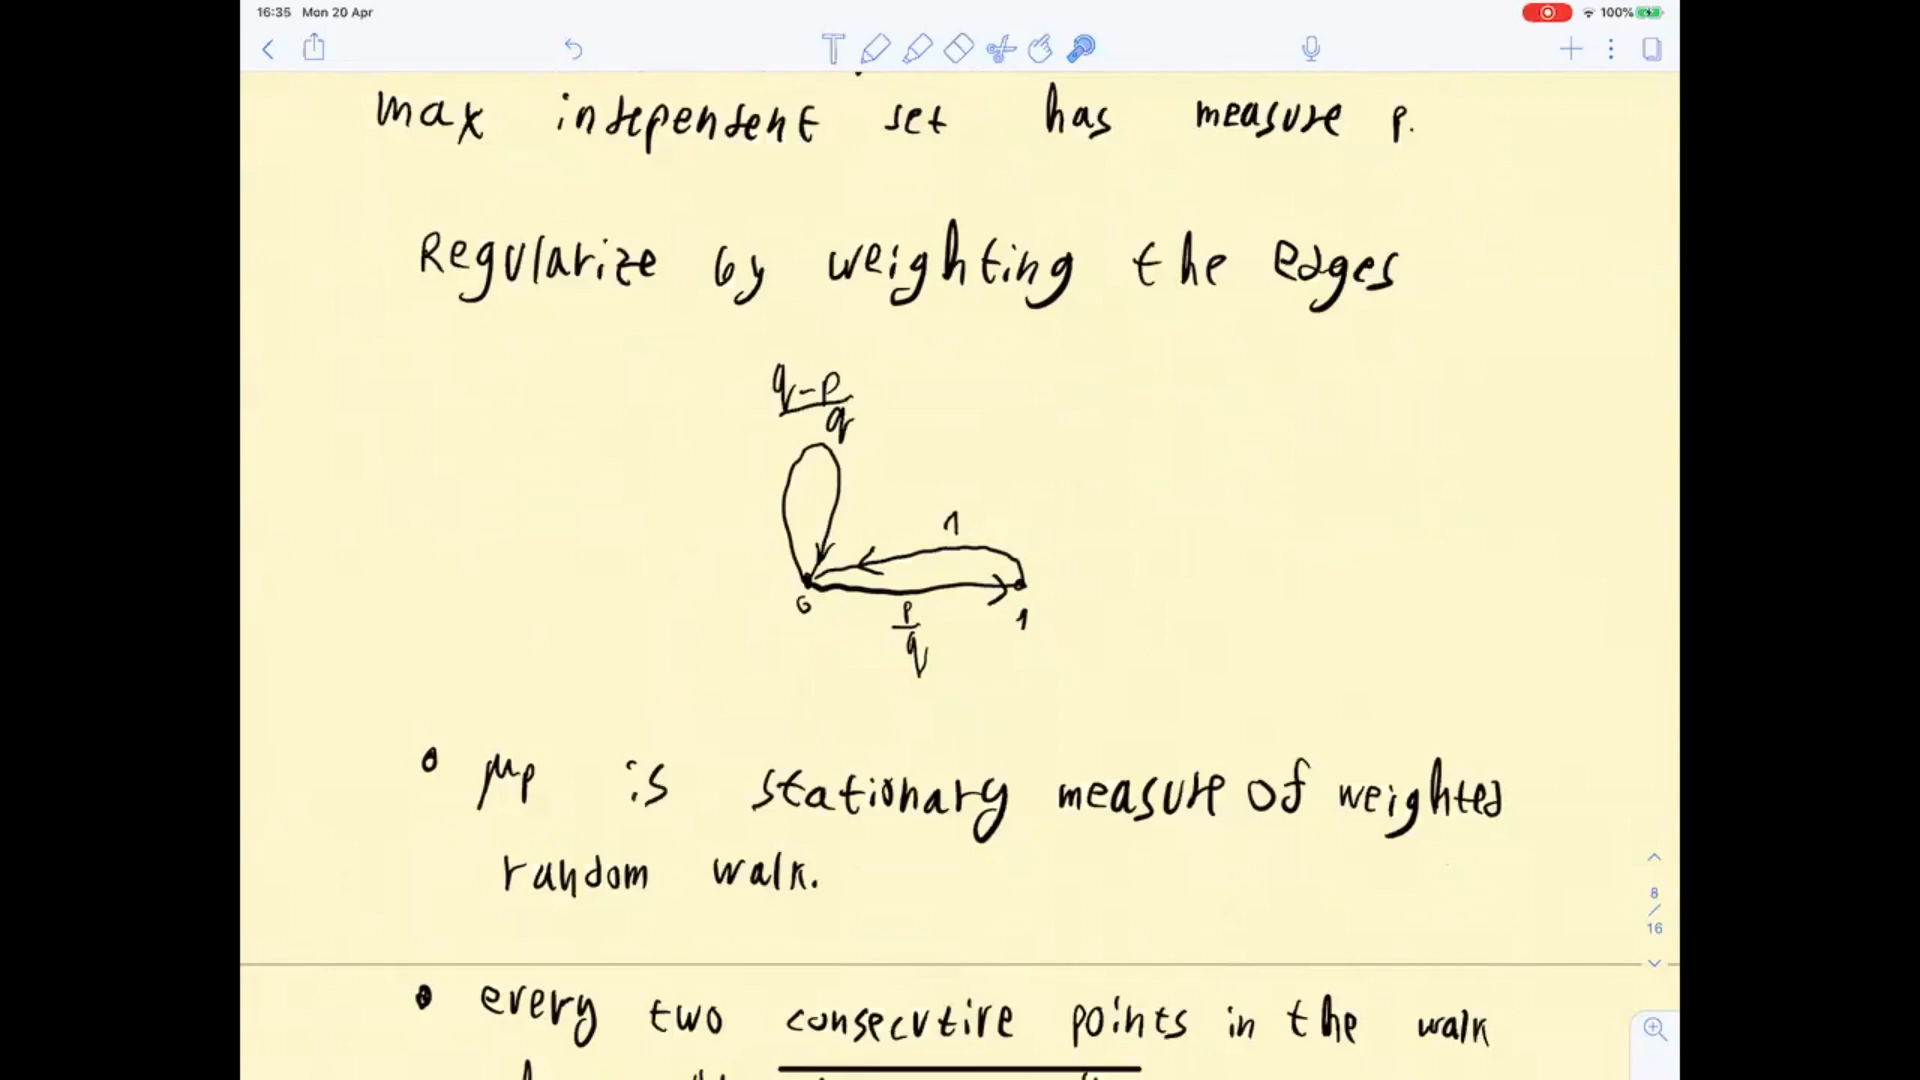 16:35 Mon 20 Apr
100%
max independent set has measure p.
Regularize by weighting the edges
q-p/q
1
0
p/q
1
• μp is stationary measure of weighted
random walk.
8
/
16
• every two consecutive points in the walk